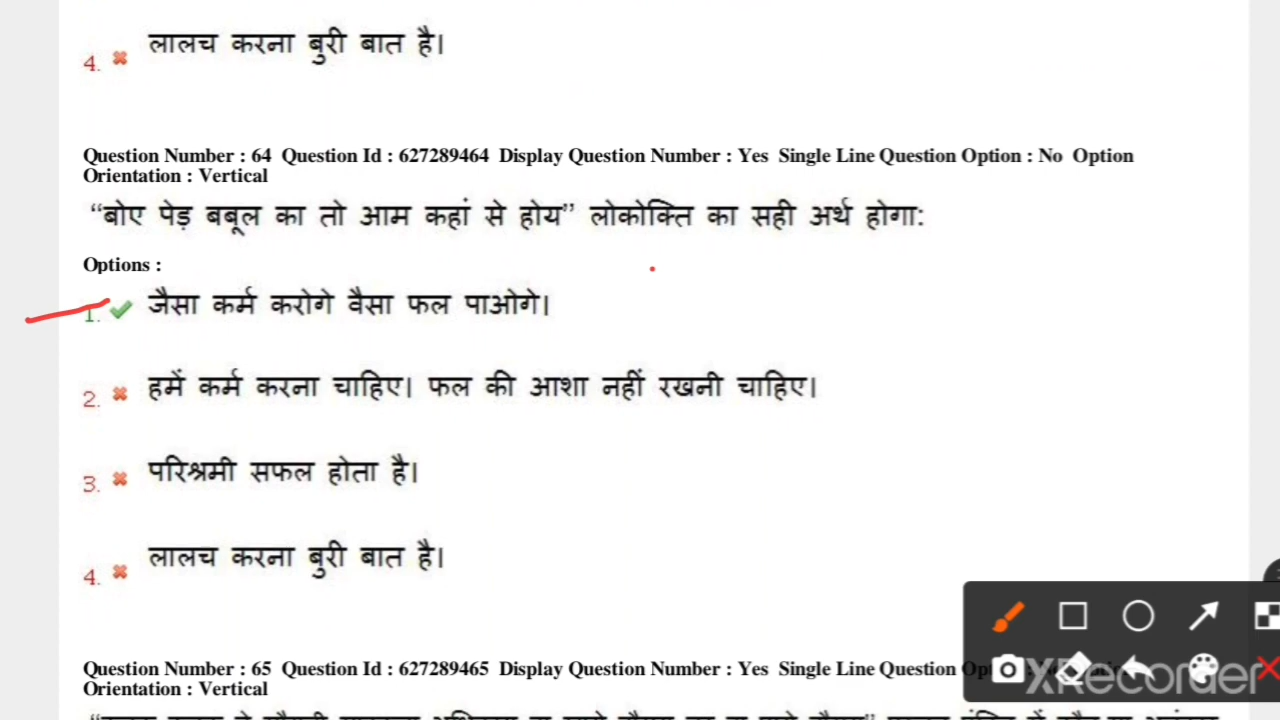 4. लालच करना बुरी बात है।
Question Number : 64 Question Id : 627289464 Display Question Number : Yes Single Line Question Option : No Option
Orientation : Vertical
“बोए पेड़ बबूल का तो आम कहां से होय” लोकोक्ति का सही अर्थ होगा:
Options :
1. जैसा कर्म करोगे वैसा फल पाओगे।
2. हमें कर्म करना चाहिए। फल की आशा नहीं रखनी चाहिए।
3. परिश्रमी सफल होता है।
4. लालच करना बुरी बात है।
Question Number : 65 Question Id : 627289465 Display Question Number : Yes Single Line Question
Orientation : Vertical
XRecorder